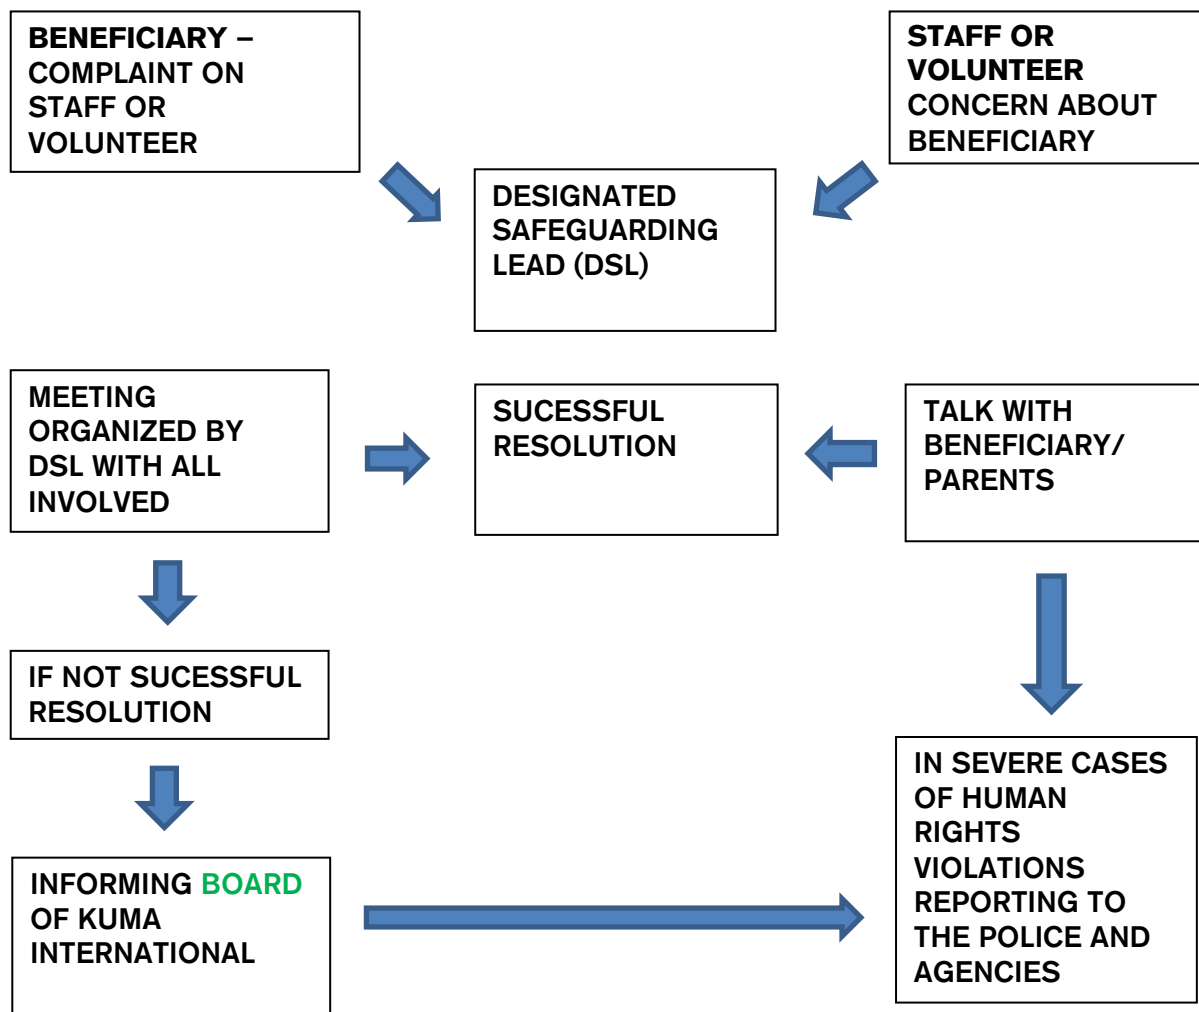 BENEFICIARY –
COMPLAINT ON
STAFF OR
VOLUNTEER
STAFF OR
VOLUNTEER
CONCERN ABOUT
BENEFICIARY
DESIGNATED
SAFEGUARDING
LEAD (DSL)
MEETING
ORGANIZED BY
DSL WITH ALL
INVOLVED
SUCESSFUL
RESOLUTION
TALK WITH
BENEFICIARY/
PARENTS
IF NOT SUCESSFUL
RESOLUTION
INFORMING BOARD
OF KUMA
INTERNATIONAL
IN SEVERE CASES
OF HUMAN
RIGHTS
VIOLATIONS
REPORTING TO
THE POLICE AND
AGENCIES